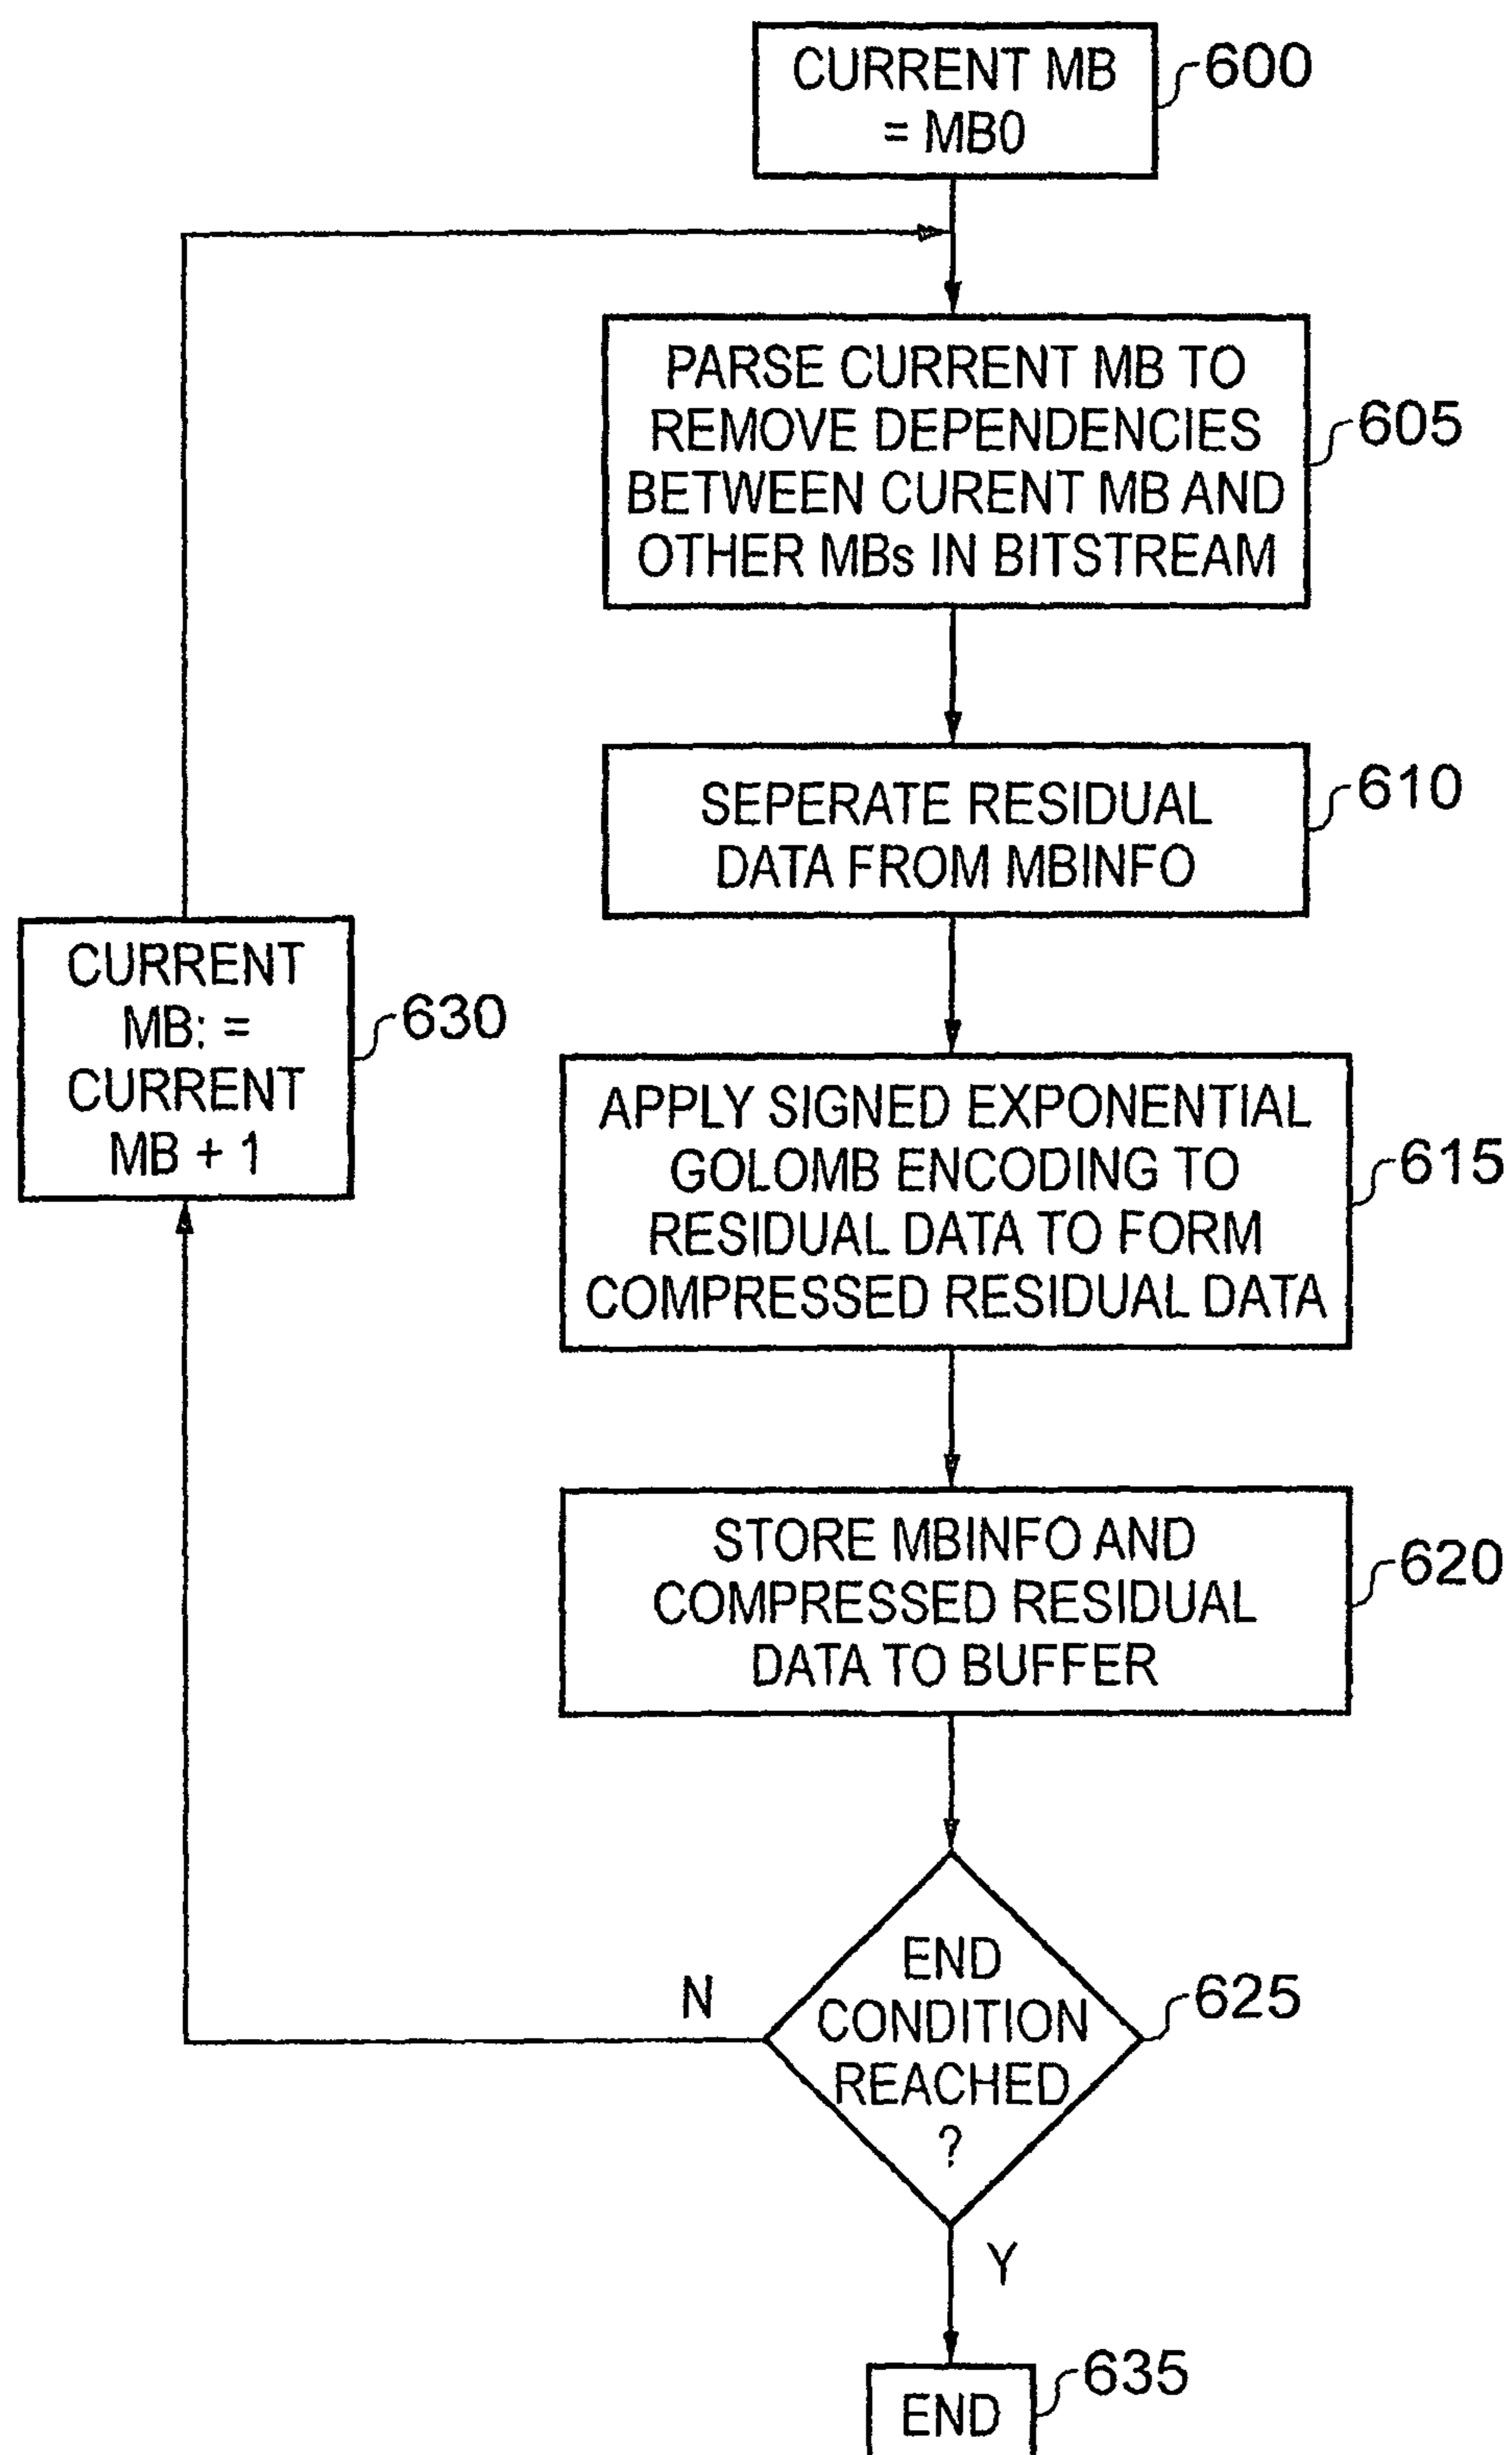 CURRENT MB
= MB0
600
PARSE CURRENT MB TO
REMOVE DEPENDENCIES
BETWEEN CURENT MB AND
OTHER MBs IN BITSTREAM
605
SEPERATE RESIDUAL
DATA FROM MBINFO
610
CURRENT
MB: =
CURRENT
MB + 1
630
APPLY SIGNED EXPONENTIAL
GOLOMB ENCODING TO
RESIDUAL DATA TO FORM
COMPRESSED RESIDUAL DATA
615
STORE MBINFO AND
COMPRESSED RESIDUAL
DATA TO BUFFER
620
END
CONDITION
REACHED
?
625
N
Y
END
635